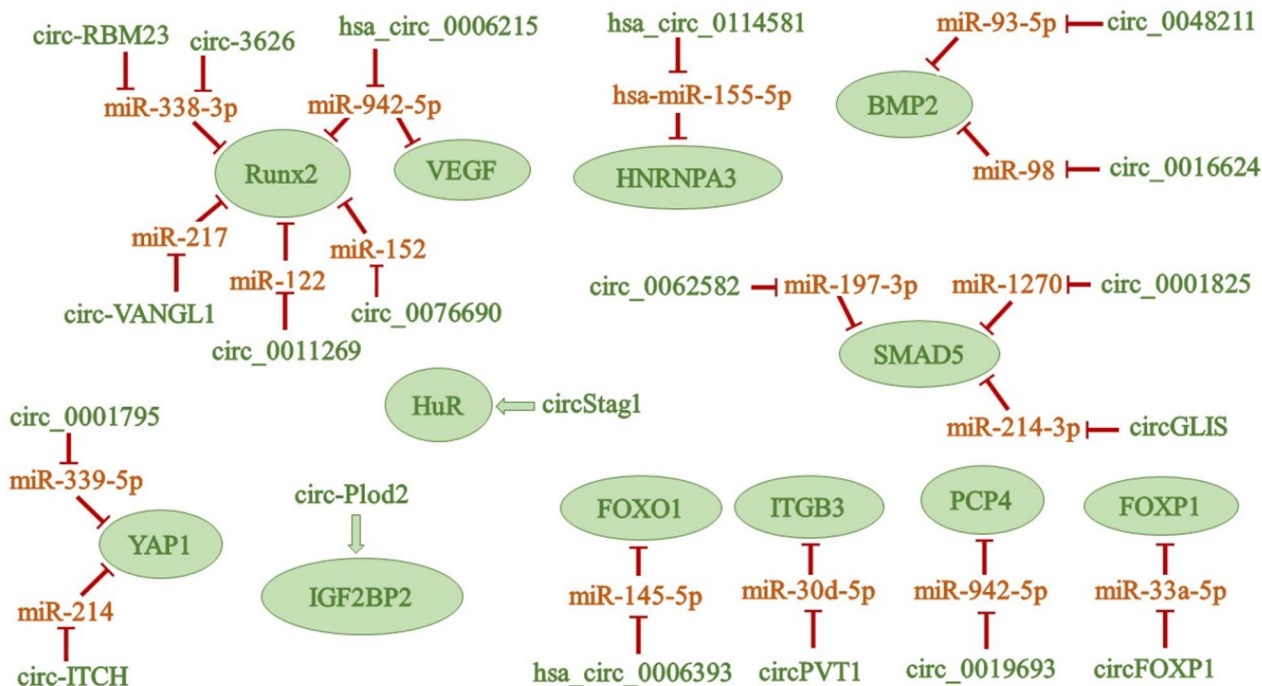 circ-RBM23
circ-3626
hsa_circ_0006215
miR-338-3p
miR-942-5p
Runx2
VEGF
miR-217
miR-122
miR-152
circ-VANGL1
circ_0011269
circ_0076690
hsa_circ_0114581
hsa-miR-155-5p
HNRNPA3
miR-93-5p
circ_0048211
BMP2
miR-98
circ_0016624
circ_0062582
miR-197-3p
miR-1270
circ_0001825
SMAD5
miR-214-3p
circGLIS
HuR
circStag1
circ_0001795
miR-339-5p
YAP1
miR-214
circ-ITCH
circ-Plod2
IGF2BP2
FOXO1
miR-145-5p
hsa_circ_0006393
ITGB3
miR-30d-5p
circPVT1
PCP4
miR-942-5p
circ_0019693
FOXP1
miR-33a-5p
circFOXP1